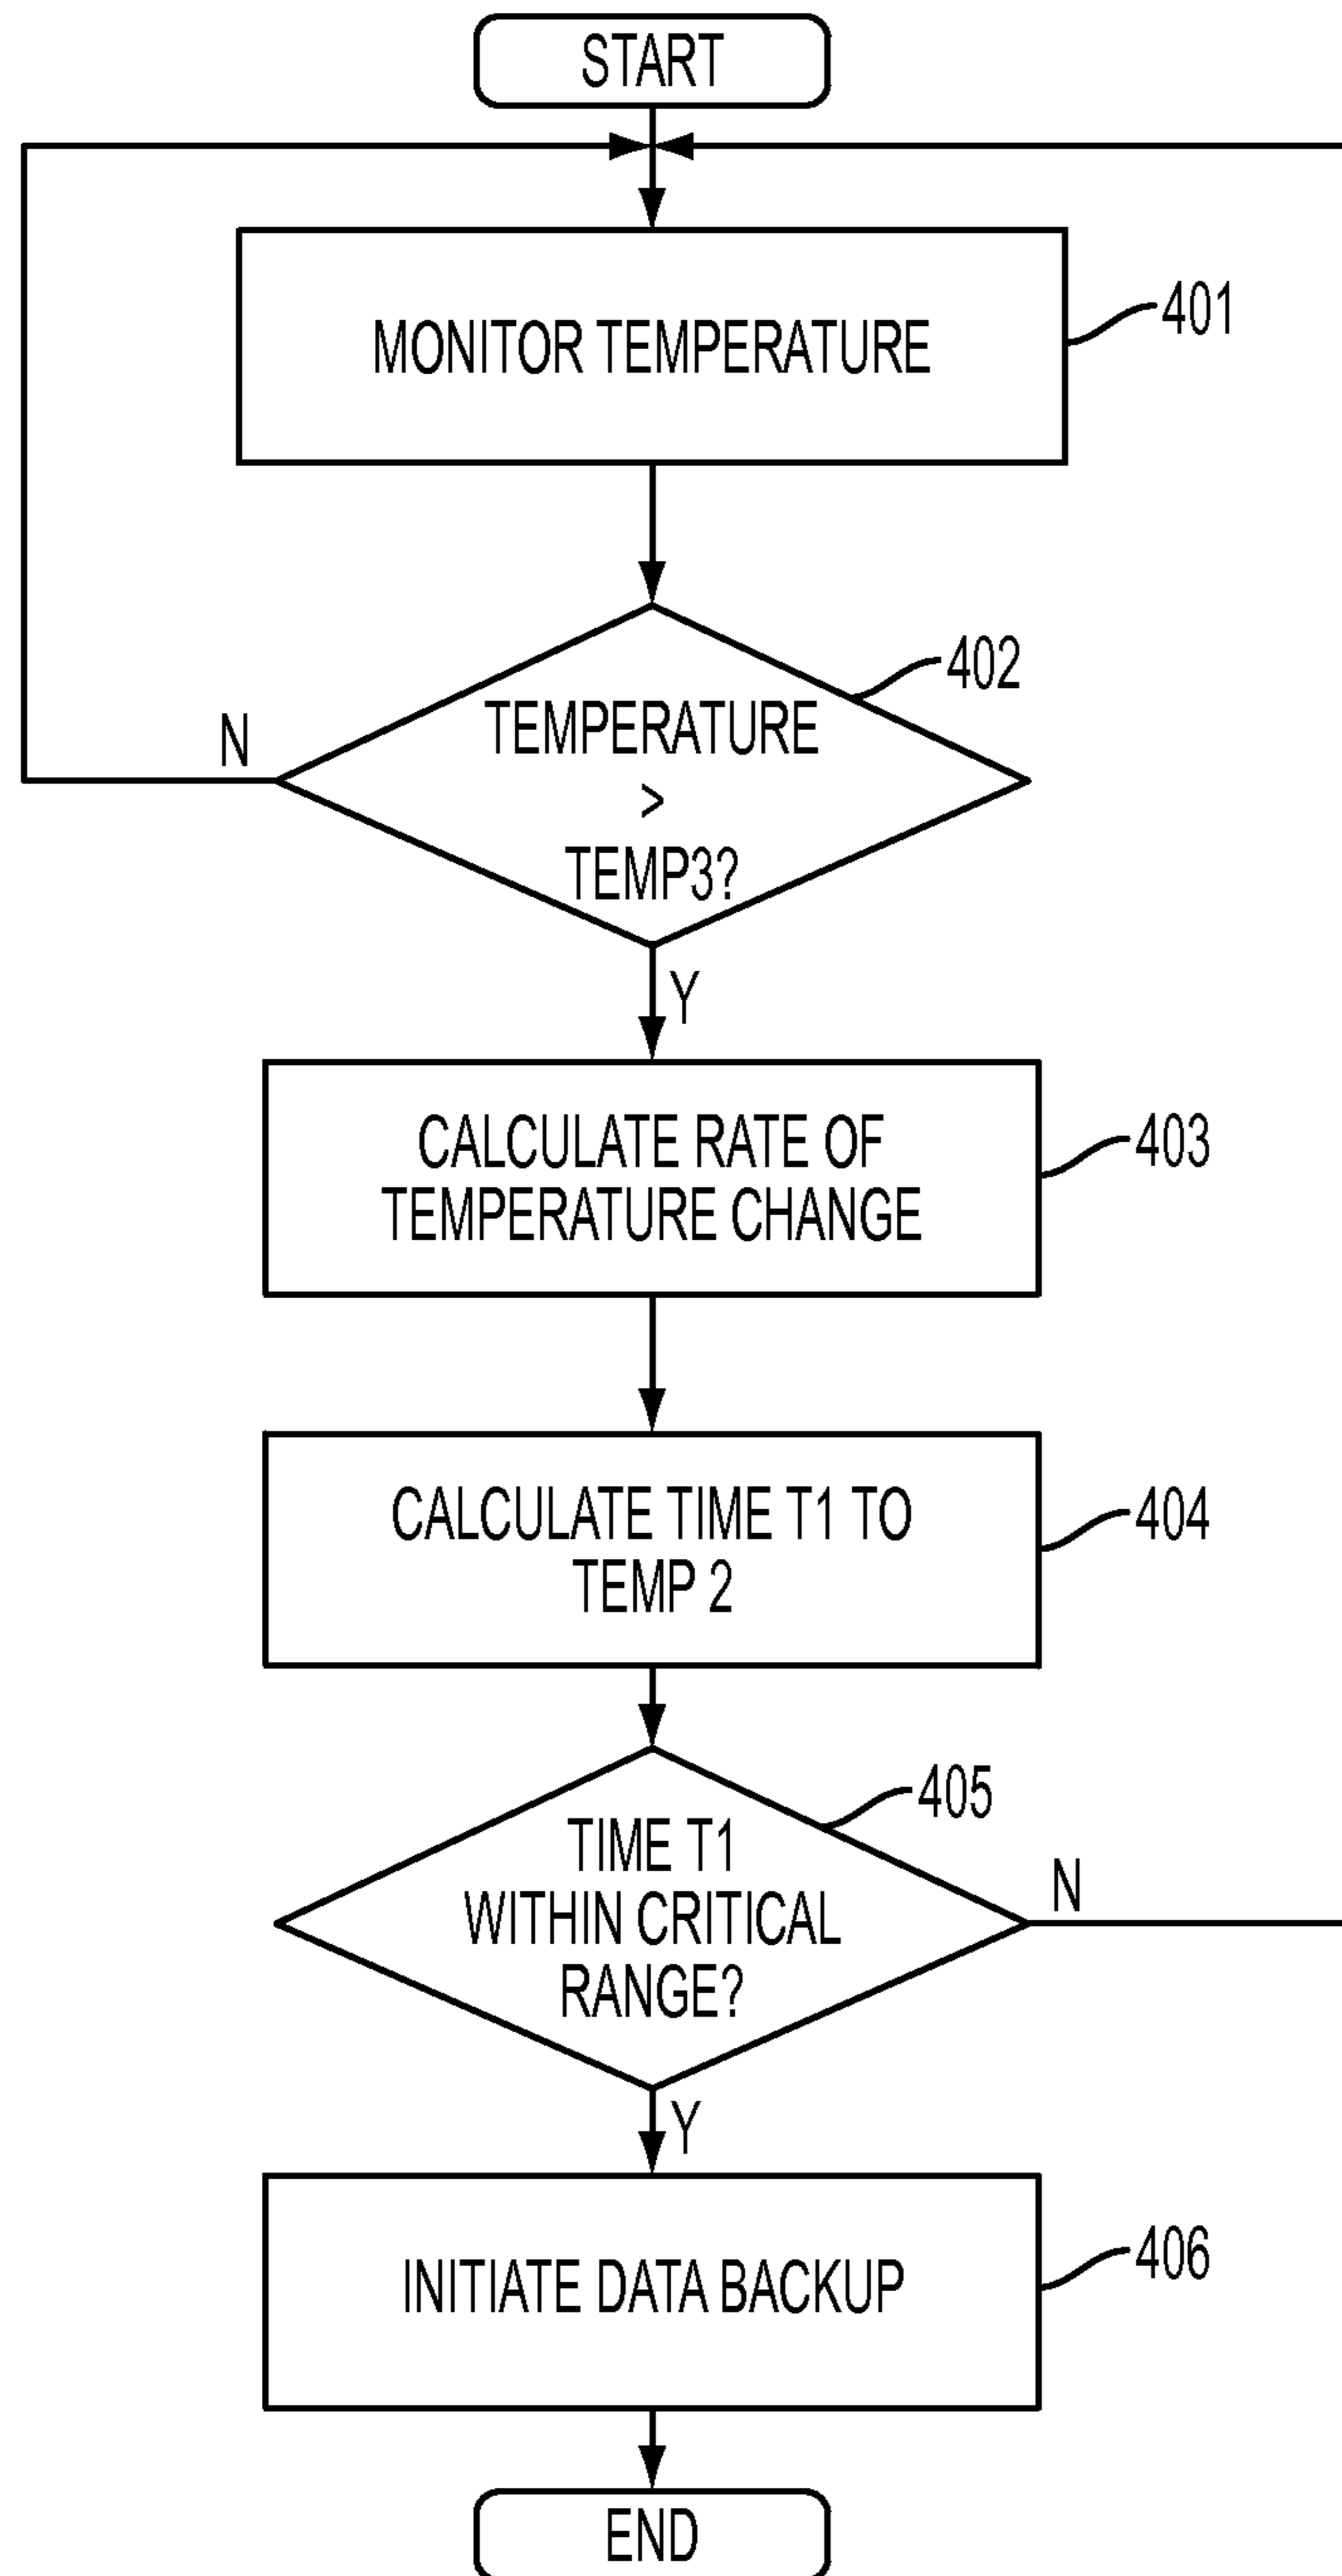 START
MONITOR TEMPERATURE
401
402
TEMPERATURE
>
TEMP3?
N
Y
CALCULATE RATE OF
TEMPERATURE CHANGE
403
CALCULATE TIME T1 TO
TEMP 2
404
405
TIME T1
WITHIN CRITICAL
RANGE?
N
Y
INITIATE DATA BACKUP
406
END